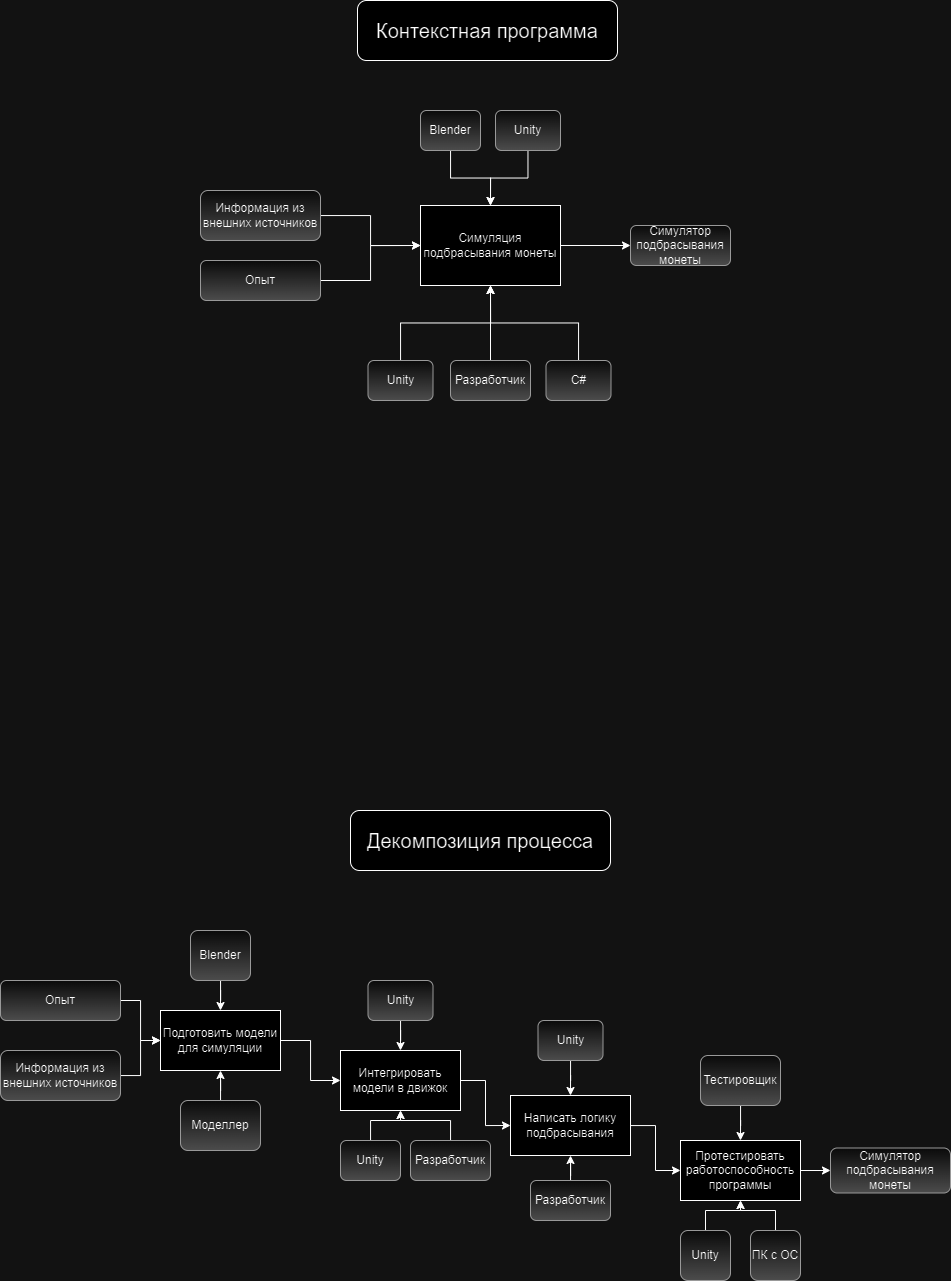 Контекстная программа
Blender
Unity
Информация из
внешних источников
Опыт
Симуляция
подбрасывания монеты
Симулятор
подбрасывания
монеты
Unity
Разработчик
C#
Декомпозиция процесса
Blender
Опыт
Информация из
внешних источников
Подготовить модели
для симуляции
Моделлер
Unity
Интегрировать
модели в движок
Unity
Разработчик
Unity
Написать логику
подбрасывания
Разработчик
Тестировщик
Протестировать
работоспособность
программы
Unity
ПК с ОС
Симулятор
подбрасывания
монеты